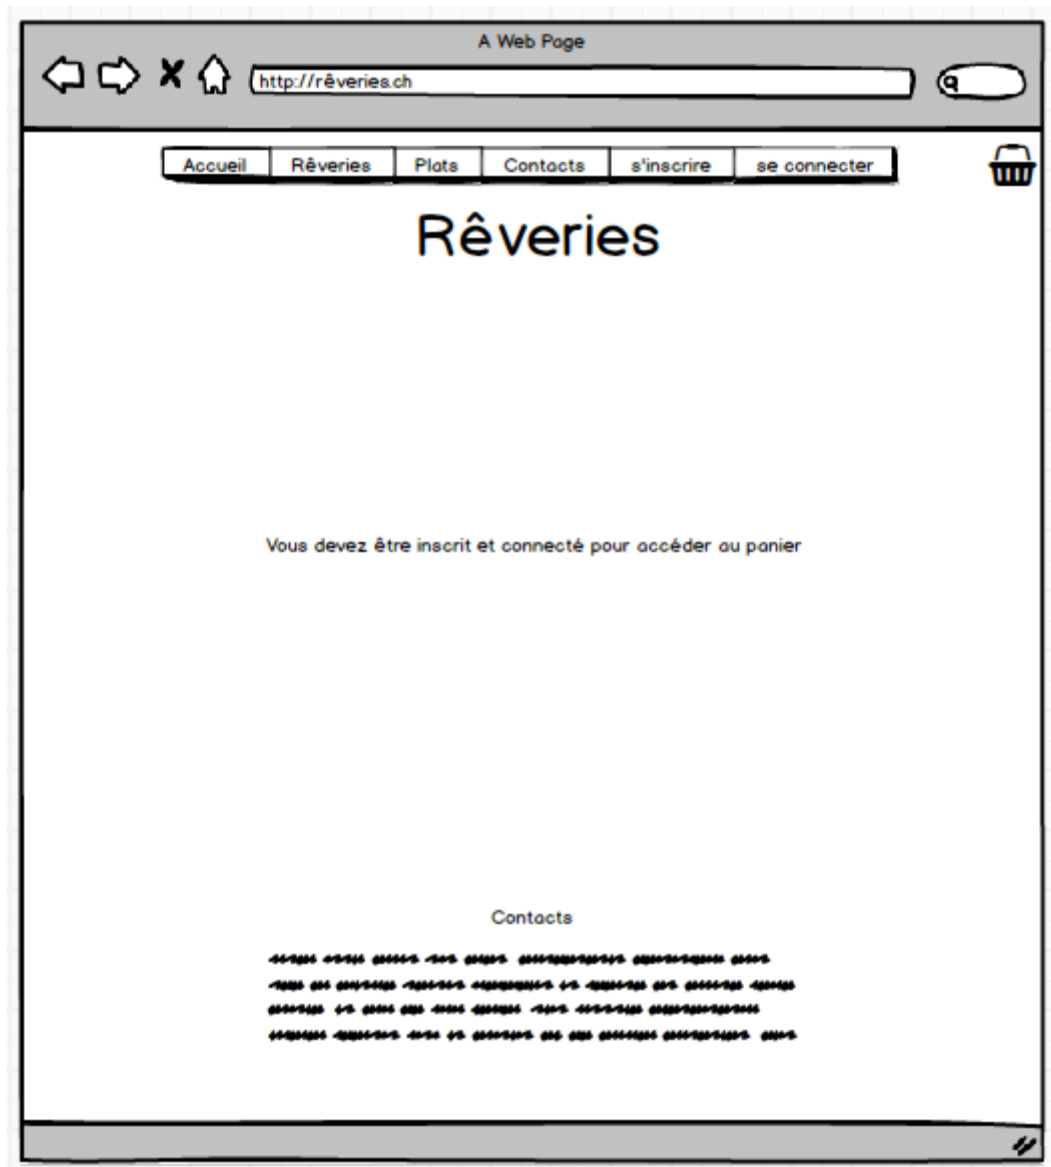 A Web Page
http://rêveries.ch
Accueil Rêveries Plats Contacts s'inscrire se connecter
Rêveries
Vous devez être inscrit et connecté pour accéder au panier
Contacts